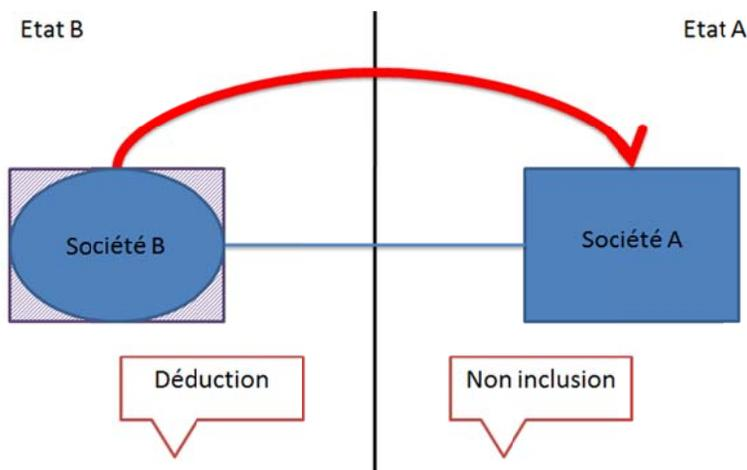 Etat B
Etat A
Société B
Société A
Déduction
Non inclusion